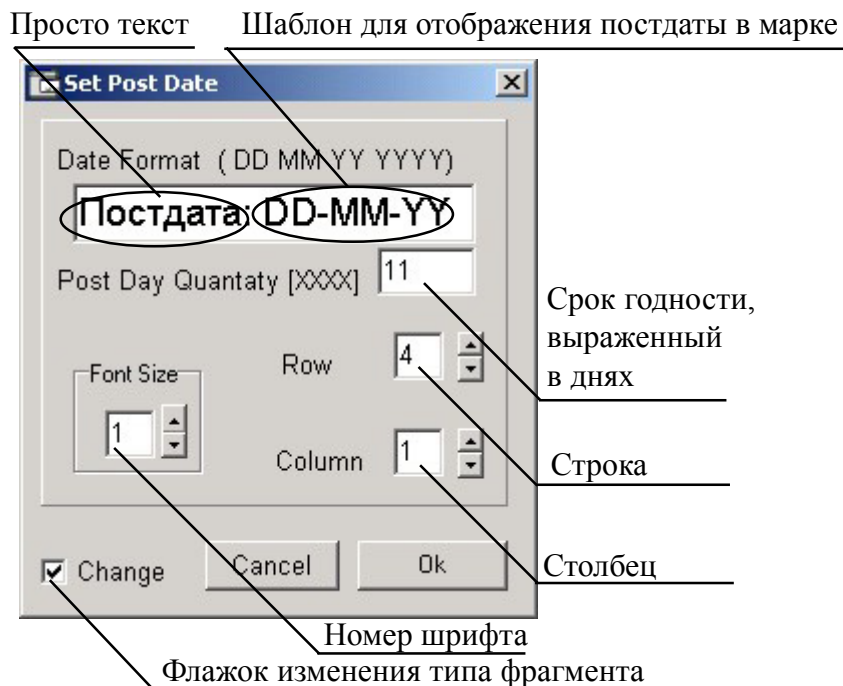 Просто текст
Шаблон для отображения постдаты в марке
Set Post Date
Date Format ( DD MM YY YYYY)
Постдата: DD-MM-YY
Post Day Quantaty [XXXX]
11
Срок годности,
выраженный
в днях
Font Size
Row
4
1
Column
1
Строка
Change
Cancel
Ok
Столбец
Номер шрифта
Флажок изменения типа фрагмента